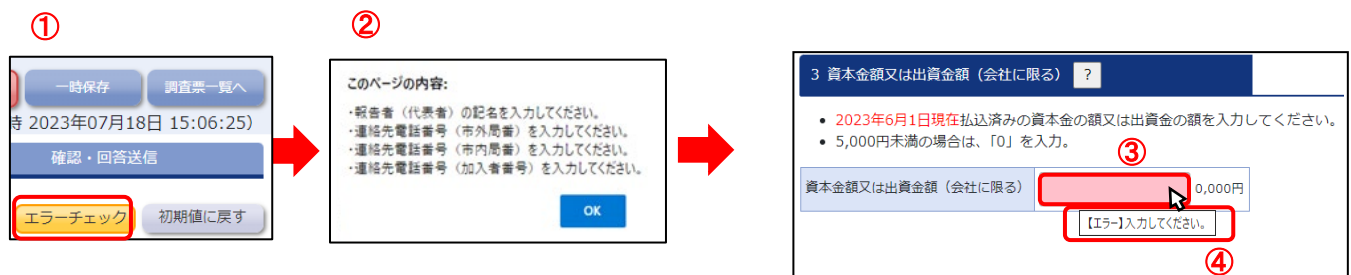 ①
一時保存
調査票一覧へ
時 2023年07月18日 15:06:25)
確認・回答送信
エラーチェック
初期値に戻す
②
このページの内容:
・報告者（代表者）の記名を入力してください。
・連絡先電話番号（市外局番）を入力してください。
・連絡先電話番号（市内局番）を入力してください。
・連絡先電話番号（加入者番号）を入力してください。
OK
3 資本金額又は出資金額（会社に限る） ?
• 2023年6月1日現在払込済みの資本金の額又は出資金の額を入力してください。
• 5,000円未満の場合は、「0」を入力。
③
資本金額又は出資金額（会社に限る）
0,000円
【エラー】入力してください。
④